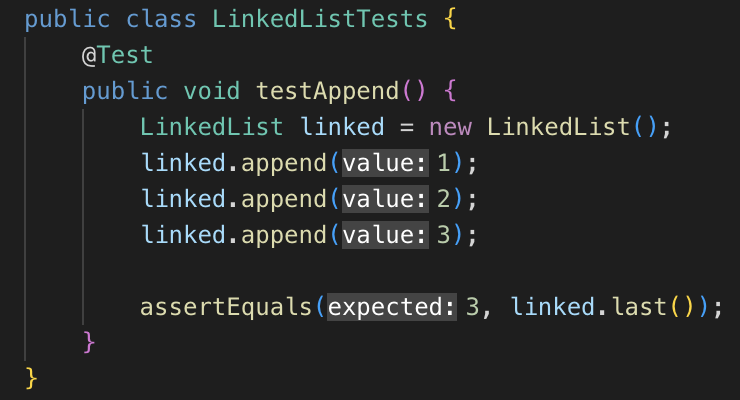 public class LinkedListTests {
@Test
public void testAppend() {
LinkedList linked = new LinkedList();
linked.append(value: 1);
linked.append(value: 2);
linked.append(value: 3);
assertEquals(expected: 3, linked.last());
}
}